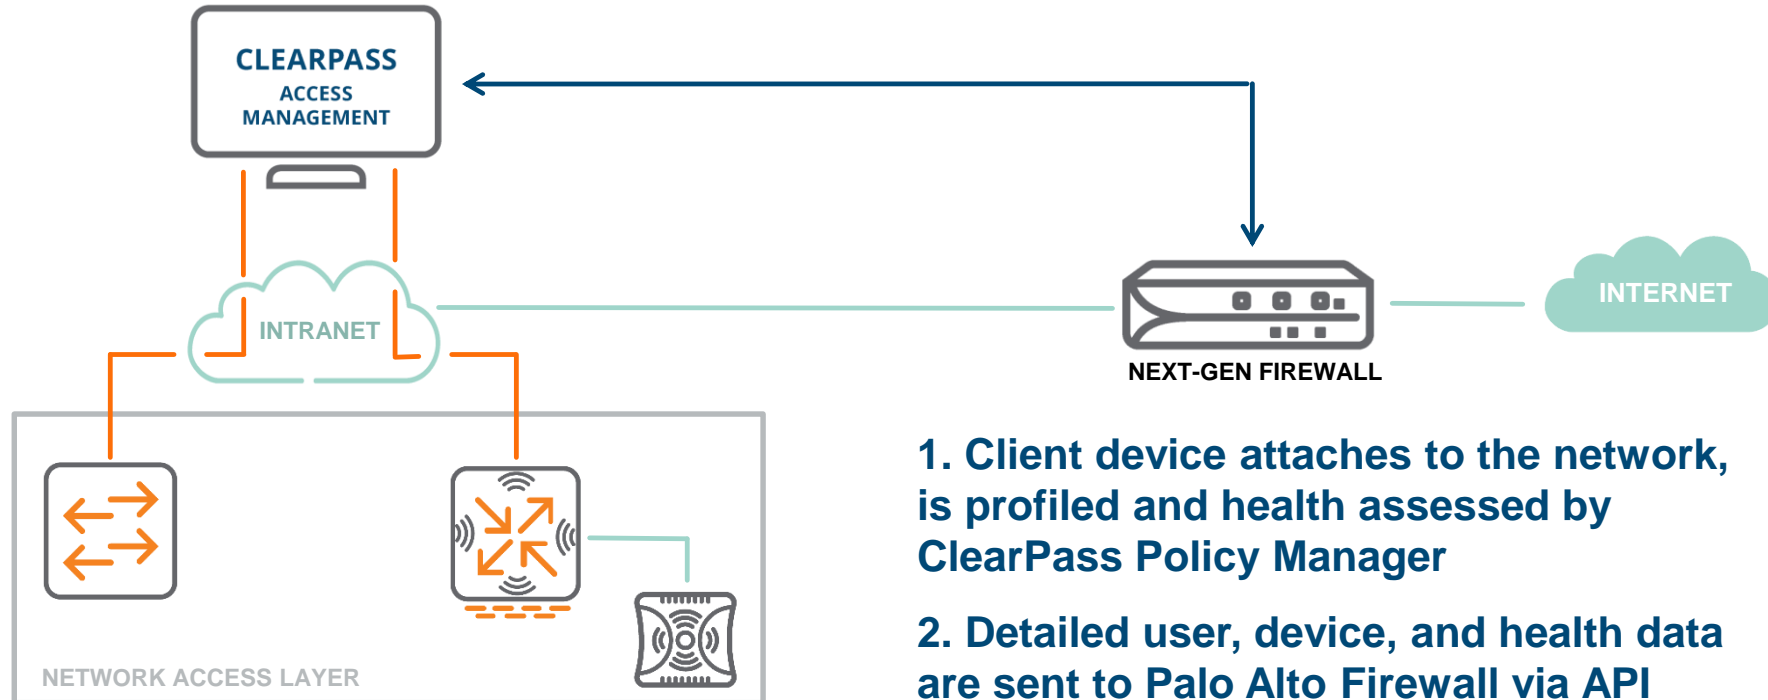 CLEARPASS
ACCESS
MANAGEMENT
INTRANET
INTERNET
NEXT-GEN FIREWALL
NETWORK ACCESS LAYER
1. Client device attaches to the network,
is profiled and health assessed by
ClearPass Policy Manager
2. Detailed user, device, and health data
are sent to Palo Alto Firewall via API